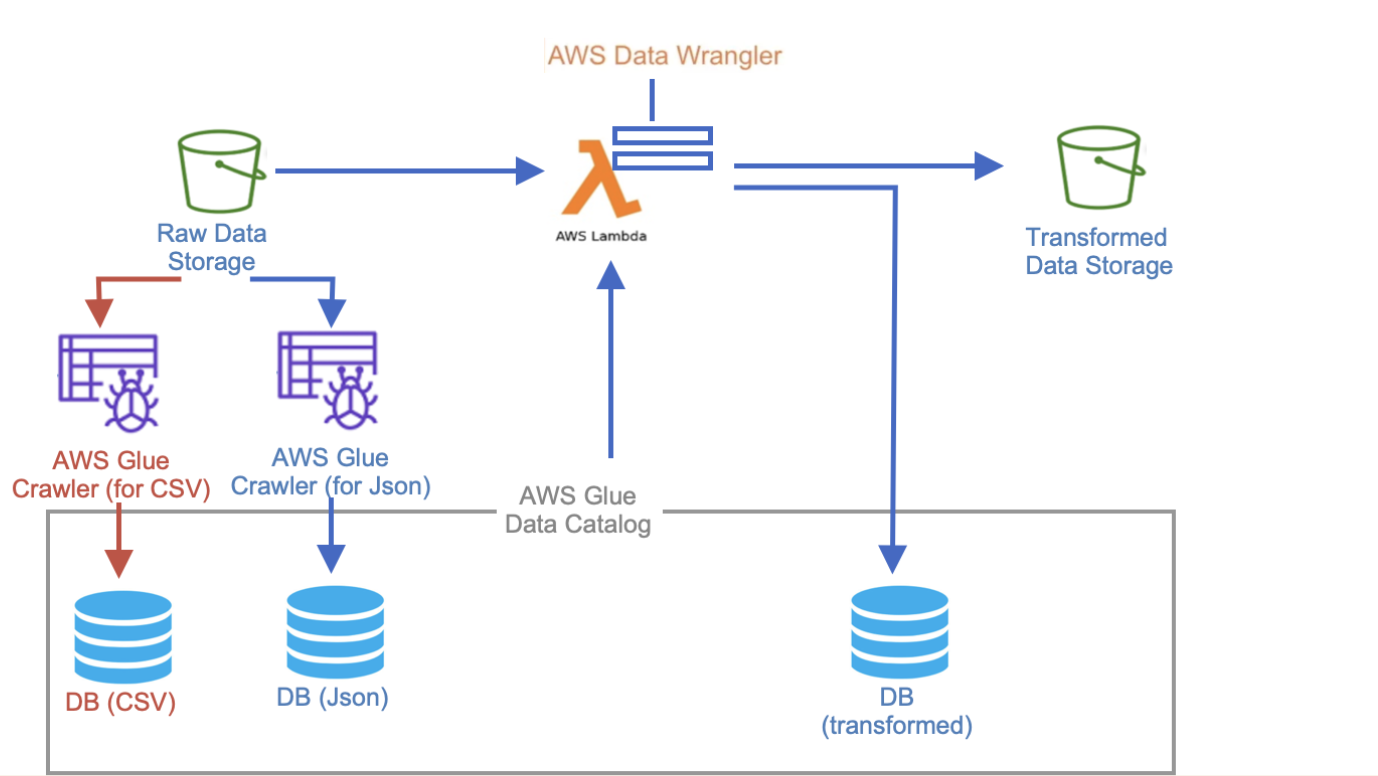 AWS Data Wrangler
AWS Lambda
Raw Data
Storage
Transformed
Data Storage
AWS Glue
Crawler (for CSV)
AWS Glue
Crawler (for Json)
AWS Glue
Data Catalog
DB (CSV)
DB (Json)
DB
(transformed)